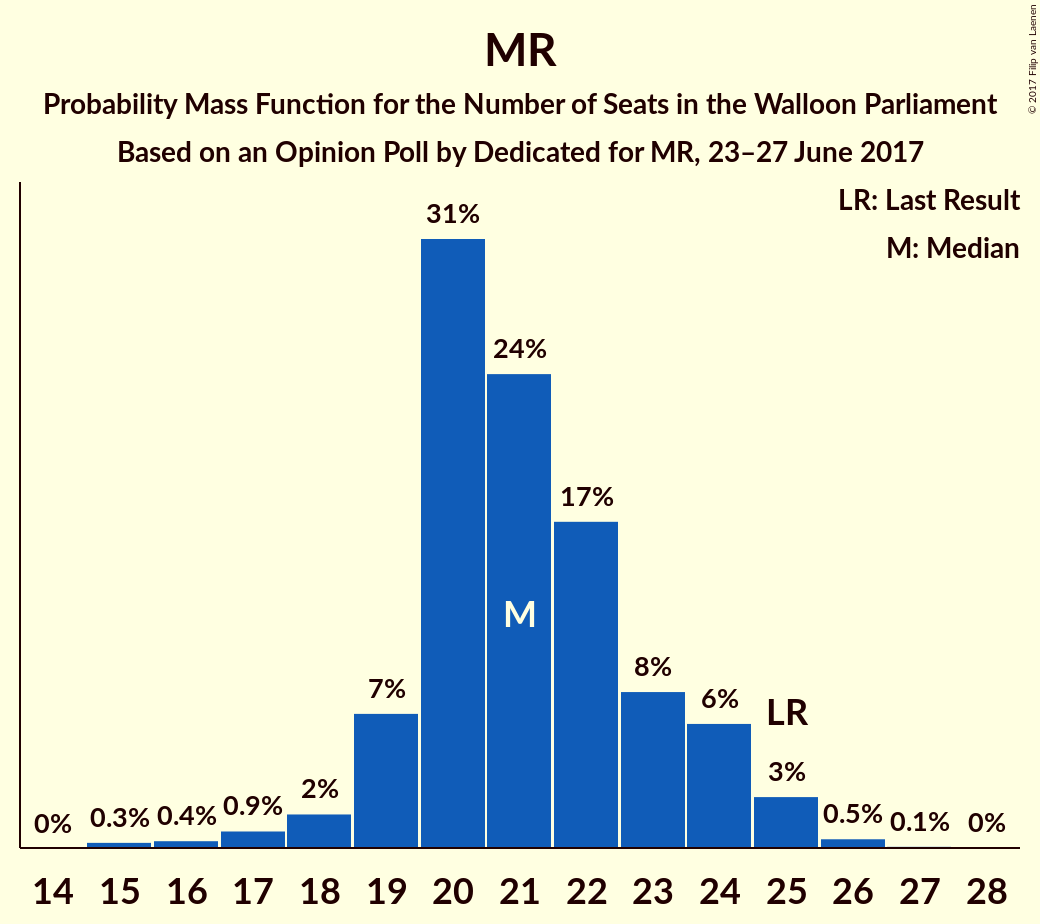 MR
Probability Mass Function for the Number of Seats in the Walloon Parliament
Based on an Opinion Poll by Dedicated for MR, 23–27 June 2017
© 2017 Filip van Laenen
LR: Last Result
M: Median
0%
0.3%
0.4%
0.9%
2%
7%
31%
24%
17%
8%
6%
3%
0.5%
0.1%
0%
M
LR
14 15 16 17 18 19 20 21 22 23 24 25 26 27 28